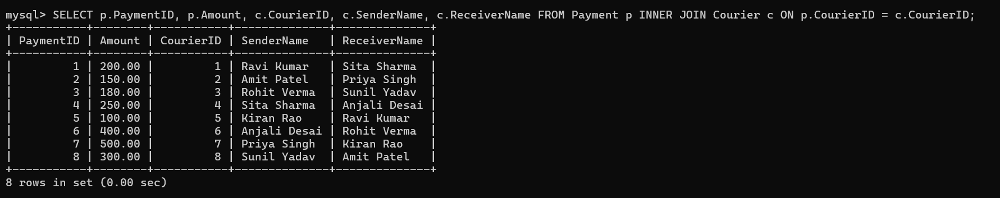 mysql> SELECT p.PaymentID, p.Amount, c.CourierID, c.SenderName, c.ReceiverName FROM Payment p INNER JOIN Courier c ON p.CourierID = c.CourierID;
+-----------+--------+-----------+--------------+--------------+
| PaymentID | Amount | CourierID | SenderName   | ReceiverName |
+-----------+--------+-----------+--------------+--------------+
|         1 | 200.00 |         1 | Ravi Kumar   | Sita Sharma  |
|         2 | 150.00 |         2 | Amit Patel   | Priya Singh  |
|         3 | 180.00 |         3 | Rohit Verma  | Sunil Yadav  |
|         4 | 250.00 |         4 | Sita Sharma  | Anjali Desai |
|         5 | 100.00 |         5 | Kiran Rao    | Ravi Kumar   |
|         6 | 400.00 |         6 | Anjali Desai | Rohit Verma  |
|         7 | 500.00 |         7 | Priya Singh  | Kiran Rao    |
|         8 | 300.00 |         8 | Sunil Yadav  | Amit Patel   |
+-----------+--------+-----------+--------------+--------------+
8 rows in set (0.00 sec)